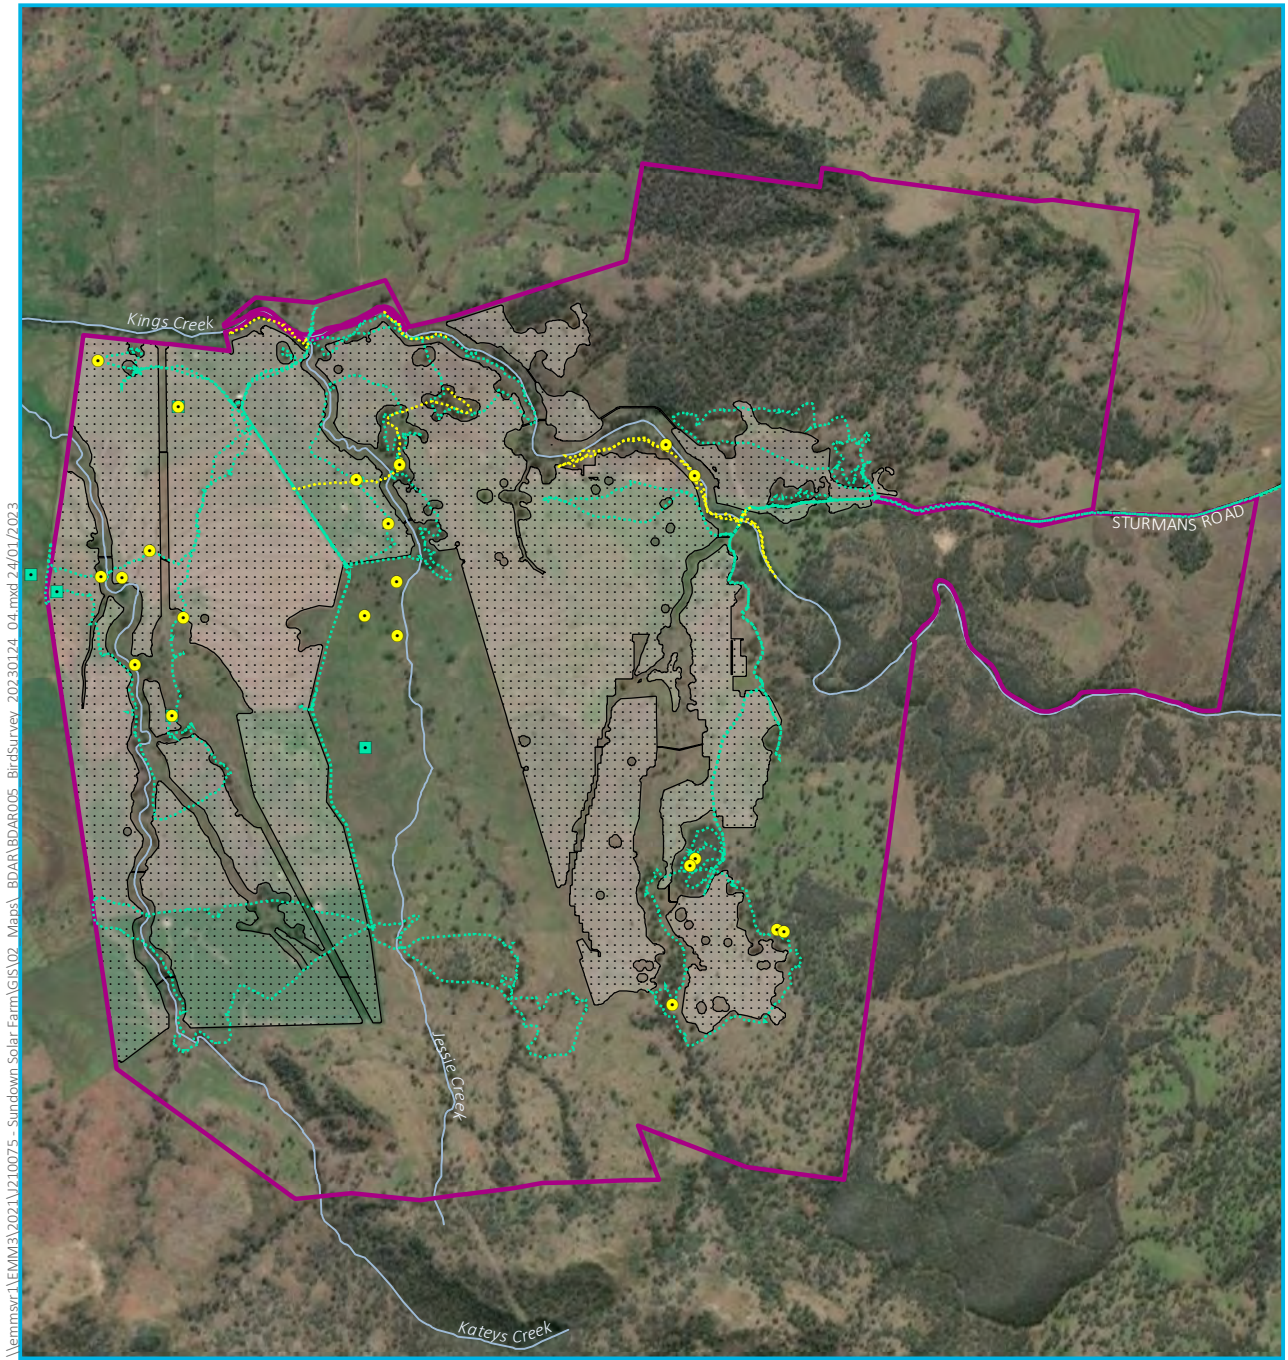 Kings Creek
STURMANS ROAD
Jessie Creek
Kateys Creek
\\emmsvr1\EMM3\2021\J210075 - Sundown Solar Farm\GIS\02_Maps\_BDAR\BDAR005_BirdSurvey_20230124_04.mxd 24/01/2023